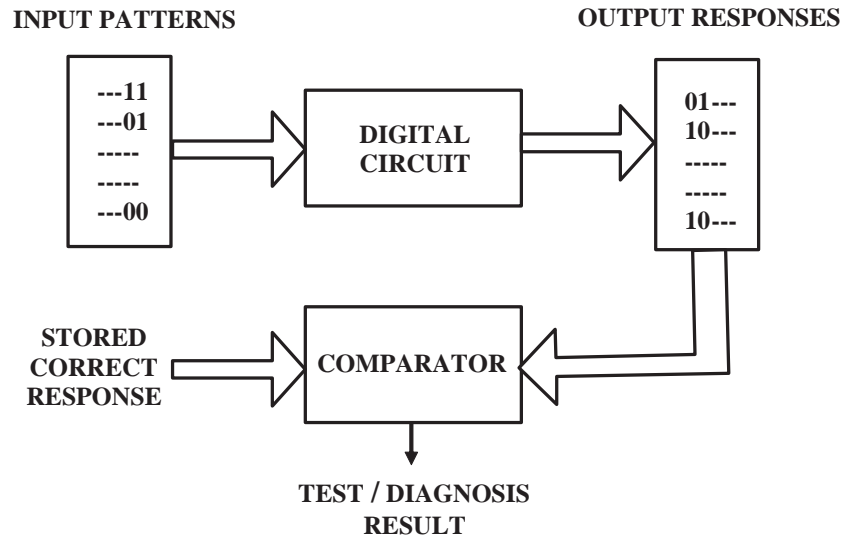 INPUT PATTERNS
OUTPUT RESPONSES
---11
---01
-----
-----
---00
DIGITAL
CIRCUIT
01---
10---
-----
-----
10---
STORED
CORRECT
RESPONSE
COMPARATOR
TEST / DIAGNOSIS
RESULT